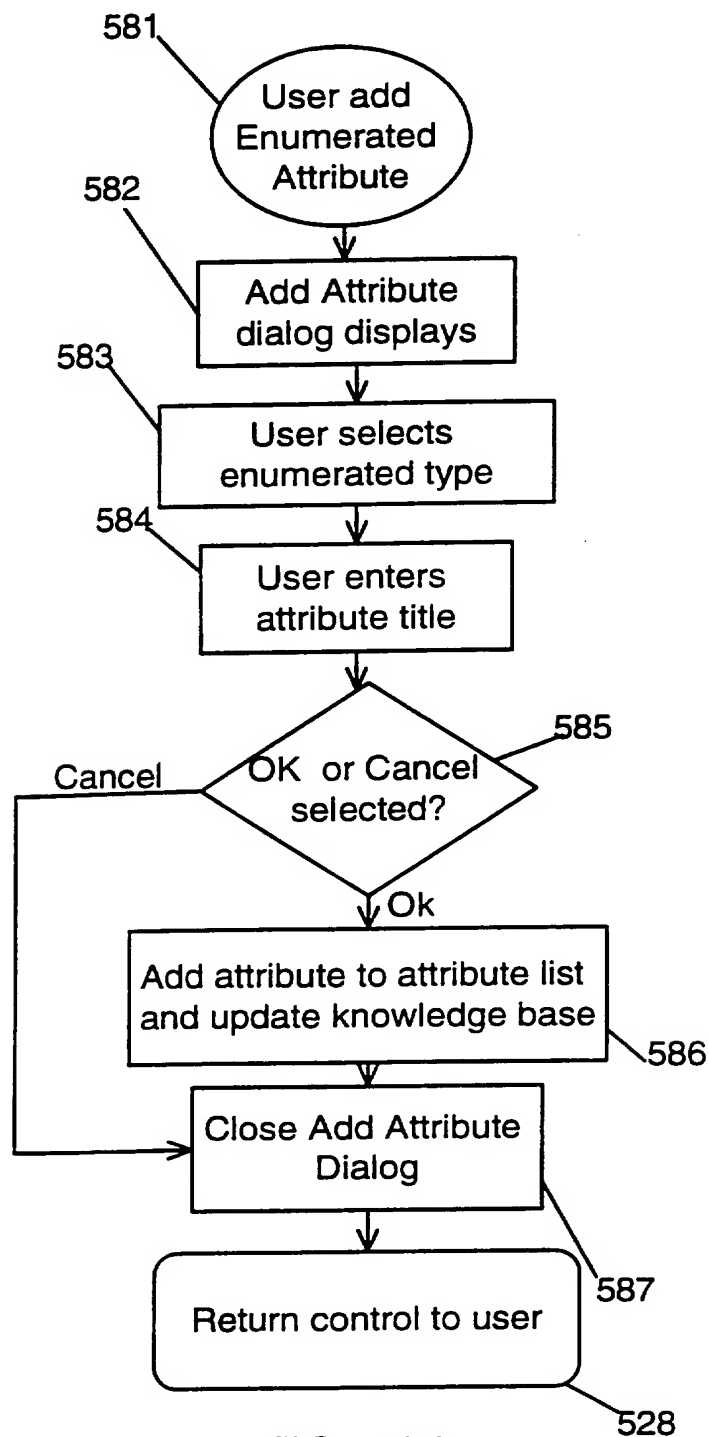 581
User add
Enumerated
Attribute
582
Add Attribute
dialog displays
583
User selects
enumerated type
584
User enters
attribute title
585
Cancel
OK or Cancel
selected?
Ok
Add attribute to attribute list
and update knowledge base
586
Close Add Attribute
Dialog
587
Return control to user
528